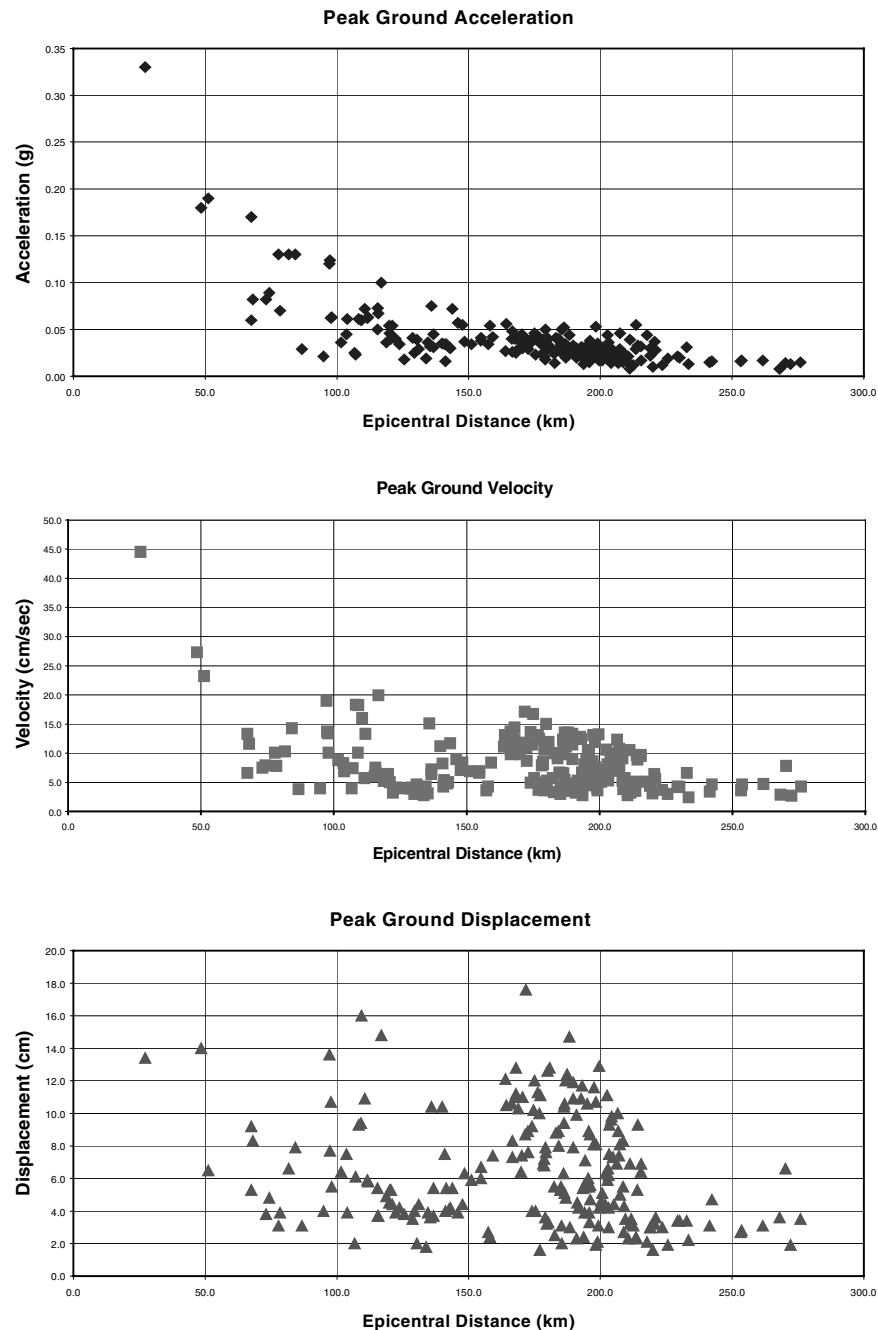 Peak Ground Acceleration
0.35
0.30
0.25
0.20
0.15
0.10
0.05
0.00
Acceleration (g)
0.0 50.0 100.0 150.0 200.0 250.0 300.0
Epicentral Distance (km)
Peak Ground Velocity
50.0
45.0
40.0
35.0
30.0
25.0
20.0
15.0
10.0
5.0
0.0
Velocity (cm/sec)
0.0 50.0 100.0 150.0 200.0 250.0 300.0
Epicentral Distance (km)
Peak Ground Displacement
20.0
18.0
16.0
14.0
12.0
10.0
8.0
6.0
4.0
2.0
0.0
Displacement (cm)
0.0 50.0 100.0 150.0 200.0 250.0 300.0
Epicentral Distance (km)